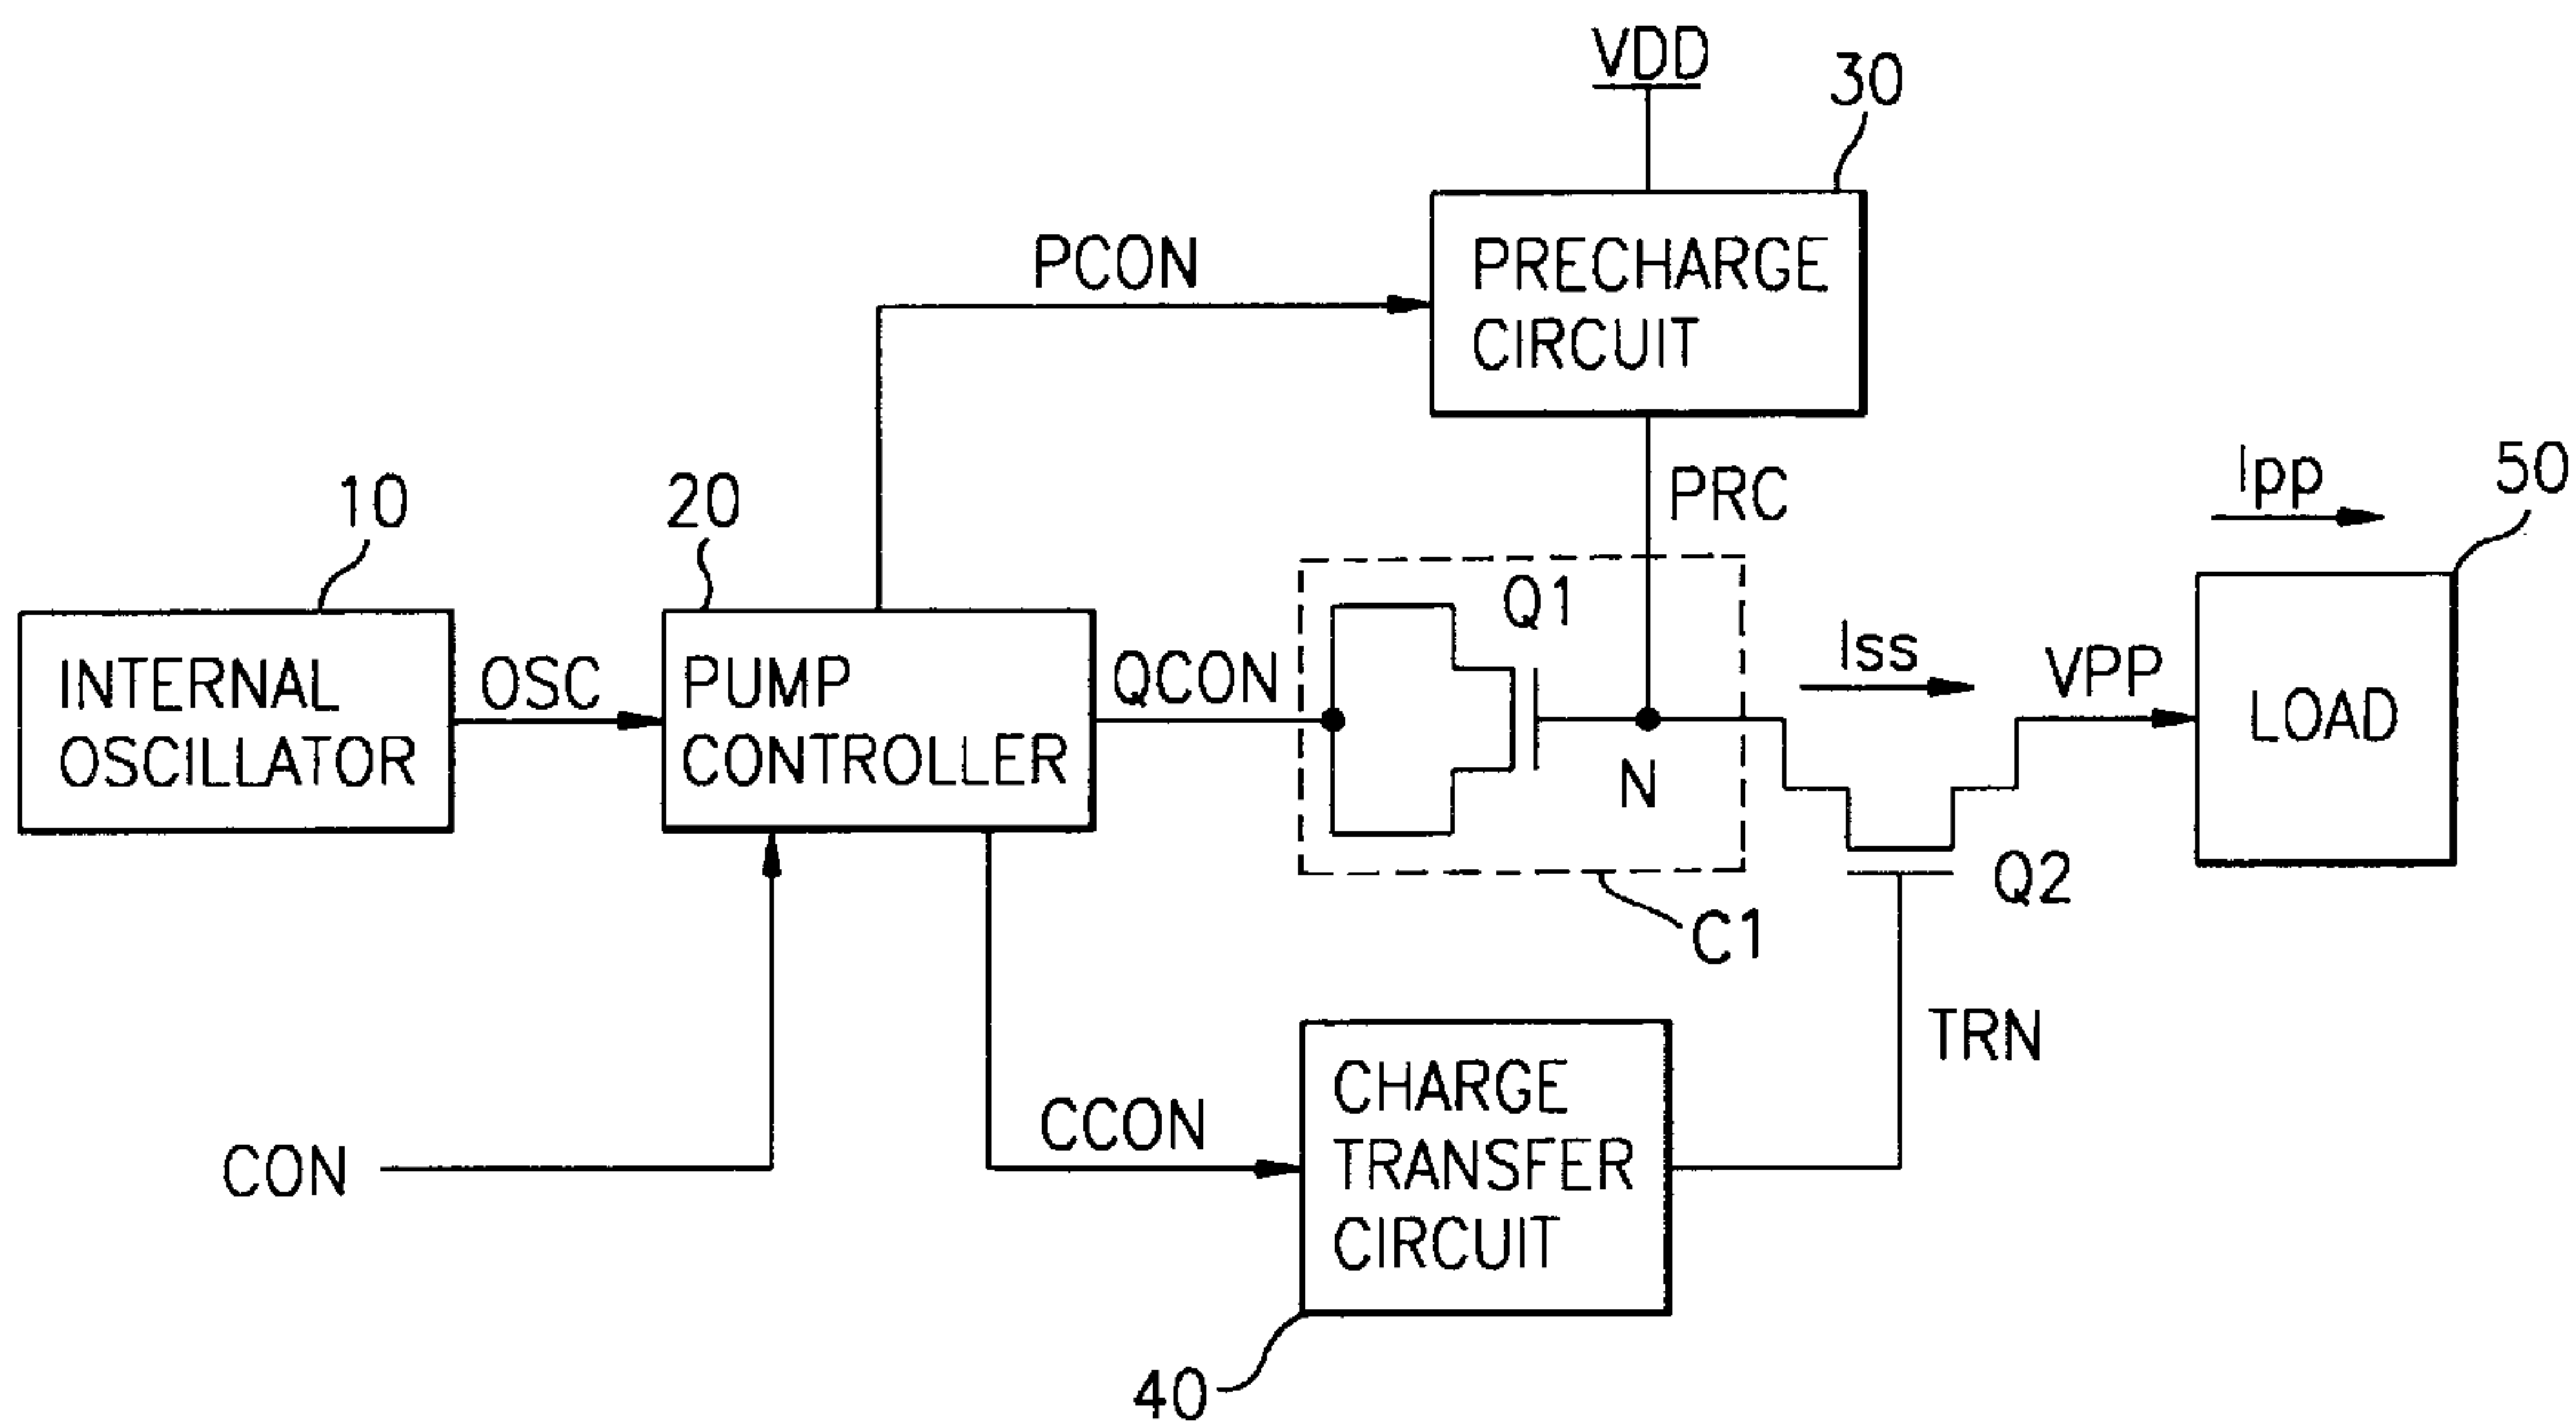 VDD
30
PCON
PRECHARGE
CIRCUIT
PRC
Ipp
50
10
20
Q1
INTERNAL
OSCILLATOR
OSC
PUMP
CONTROLLER
QCON
Iss
VPP
LOAD
N
Q2
C1
TRN
CON
CCON
CHARGE
TRANSFER
CIRCUIT
40